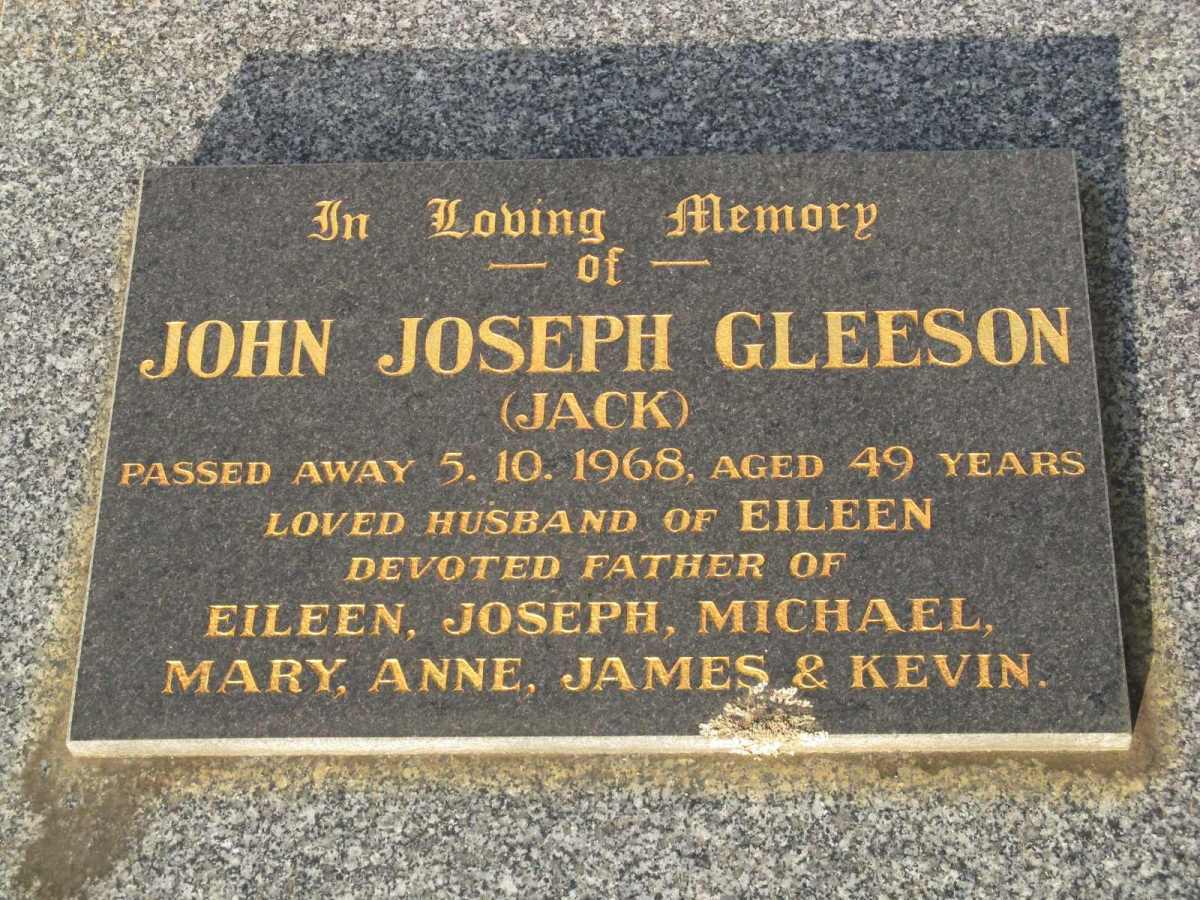 In Loving Memory
— of —
JOHN JOSEPH GLEESON
(JACK)
PASSED AWAY 5. 10. 1968, AGED 49 YEARS
LOVED HUSBAND OF EILEEN
DEVOTED FATHER OF
EILEEN, JOSEPH, MICHAEL,
MARY, ANNE, JAMES & KEVIN.